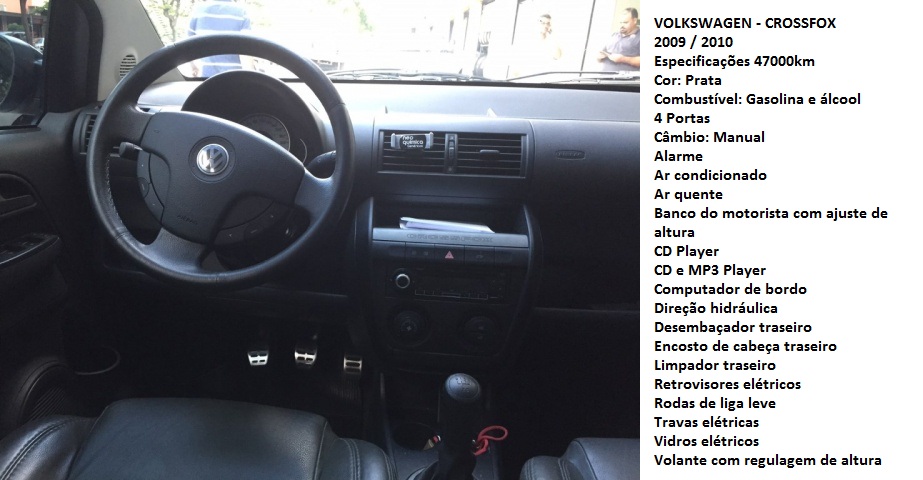 VOLKSWAGEN - CROSSFOX
2009 / 2010
Especificações 47000km
Cor: Prata
Combustível: Gasolina e álcool
4 Portas
Câmbio: Manual
Alarme
Ar condicionado
Ar quente
Banco do motorista com ajuste de
altura
CD Player
CD e MP3 Player
Computador de bordo
Direção hidráulica
Desembaçador traseiro
Encosto de cabeça traseiro
Limpador traseiro
Retrovisores elétricos
Rodas de liga leve
Travas elétricas
Vidros elétricos
Volante com regulagem de altura
neo
química
CROSSFOX